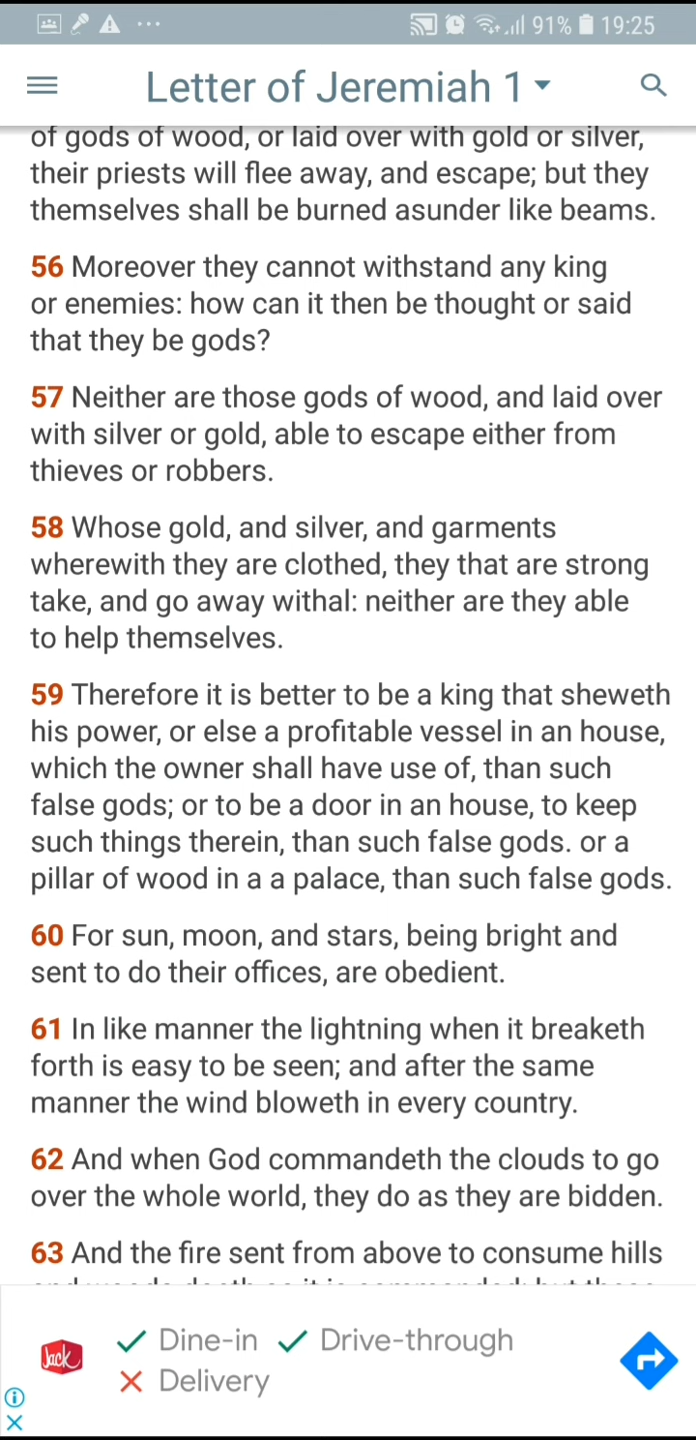 91% 19:25
Letter of Jeremiah 1
of gods of wood, or laid over with gold or silver,
their priests will flee away, and escape; but they
themselves shall be burned asunder like beams.
56 Moreover they cannot withstand any king
or enemies: how can it then be thought or said
that they be gods?
57 Neither are those gods of wood, and laid over
with silver or gold, able to escape either from
thieves or robbers.
58 Whose gold, and silver, and garments
wherewith they are clothed, they that are strong
take, and go away withal: neither are they able
to help themselves.
59 Therefore it is better to be a king that sheweth
his power, or else a profitable vessel in an house,
which the owner shall have use of, than such
false gods; or to be a door in an house, to keep
such things therein, than such false gods. or a
pillar of wood in a a palace, than such false gods.
60 For sun, moon, and stars, being bright and
sent to do their offices, are obedient.
61 In like manner the lightning when it breaketh
forth is easy to be seen; and after the same
manner the wind bloweth in every country.
62 And when God commandeth the clouds to go
over the whole world, they do as they are bidden.
63 And the fire sent from above to consume hills
Jack
Dine-in Drive-through
Delivery